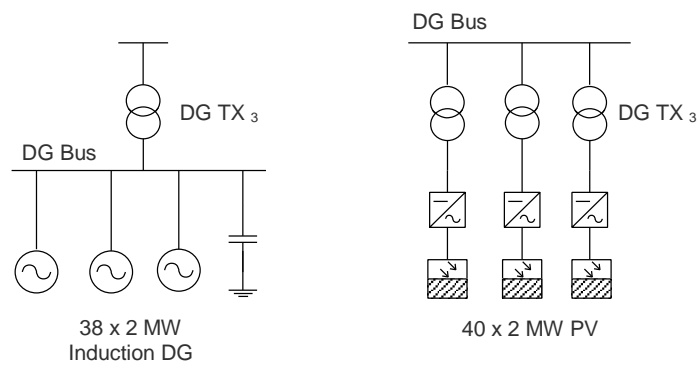 DG TX 3
DG Bus
38 x 2 MW
Induction DG
DG Bus
DG TX 3
40 x 2 MW PV